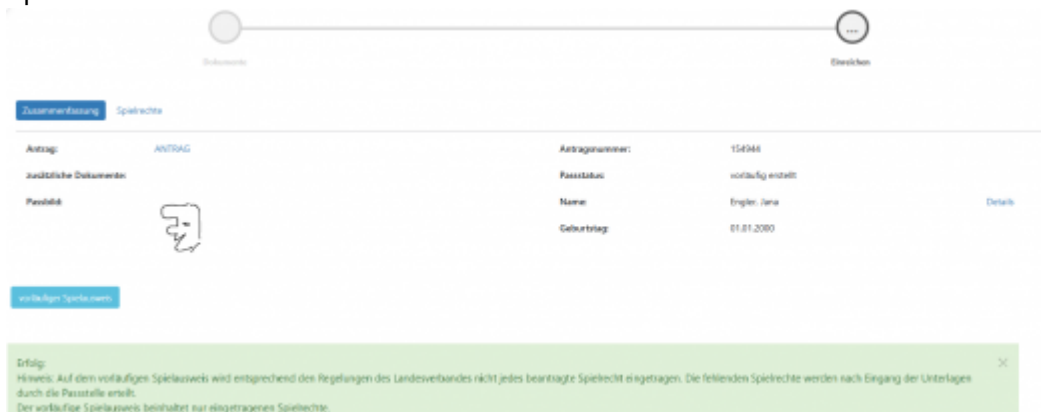 ...
Dokumente
Einreichen
Zusammenfassung Spielrechte
Antrag: ANTRAG Antragsnummer: 154944
zusätzliche Dokumente: Passstatus: vorläufig erstellt
Passbild: Name: Engler, Jana Details
Geburtstag: 01.01.2000
vorläufiger Spielausweis
Erfolg: ×
Hinweis: Auf dem vorläufigen Spielausweis wird entsprechend den Regelungen des Landesverbandes nicht jedes beantragte Spielrecht eingetragen. Die fehlenden Spielrechte werden nach Eingang der Unterlagen
durch die Passstelle erteilt.
Der vorläufige Spielausweis beinhaltet nur eingetragenen Spielrechte.